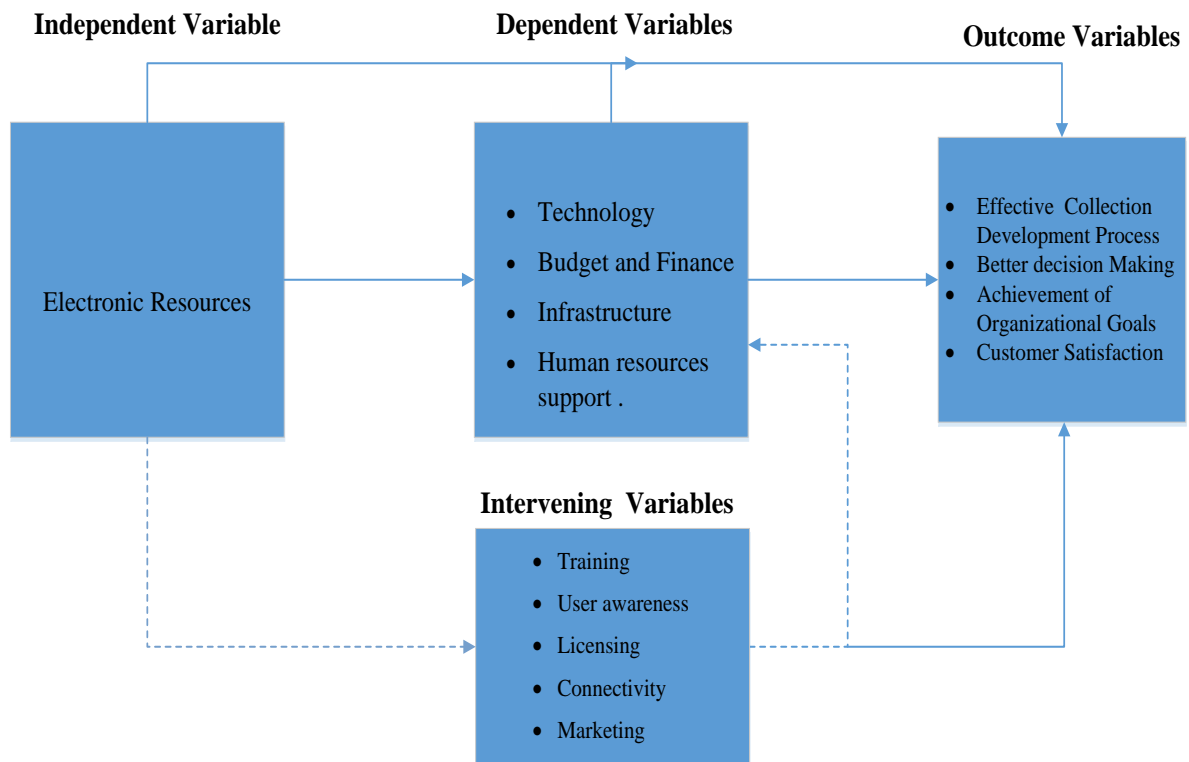 Independent Variable
Dependent Variables
Outcome Variables
Electronic Resources
• Technology
• Budget and Finance
• Infrastructure
• Human resources
support .
• Effective Collection
Development Process
• Better decision Making
• Achievement of
Organizational Goals
• Customer Satisfaction
Intervening Variables
• Training
• User awareness
• Licensing
• Connectivity
• Marketing